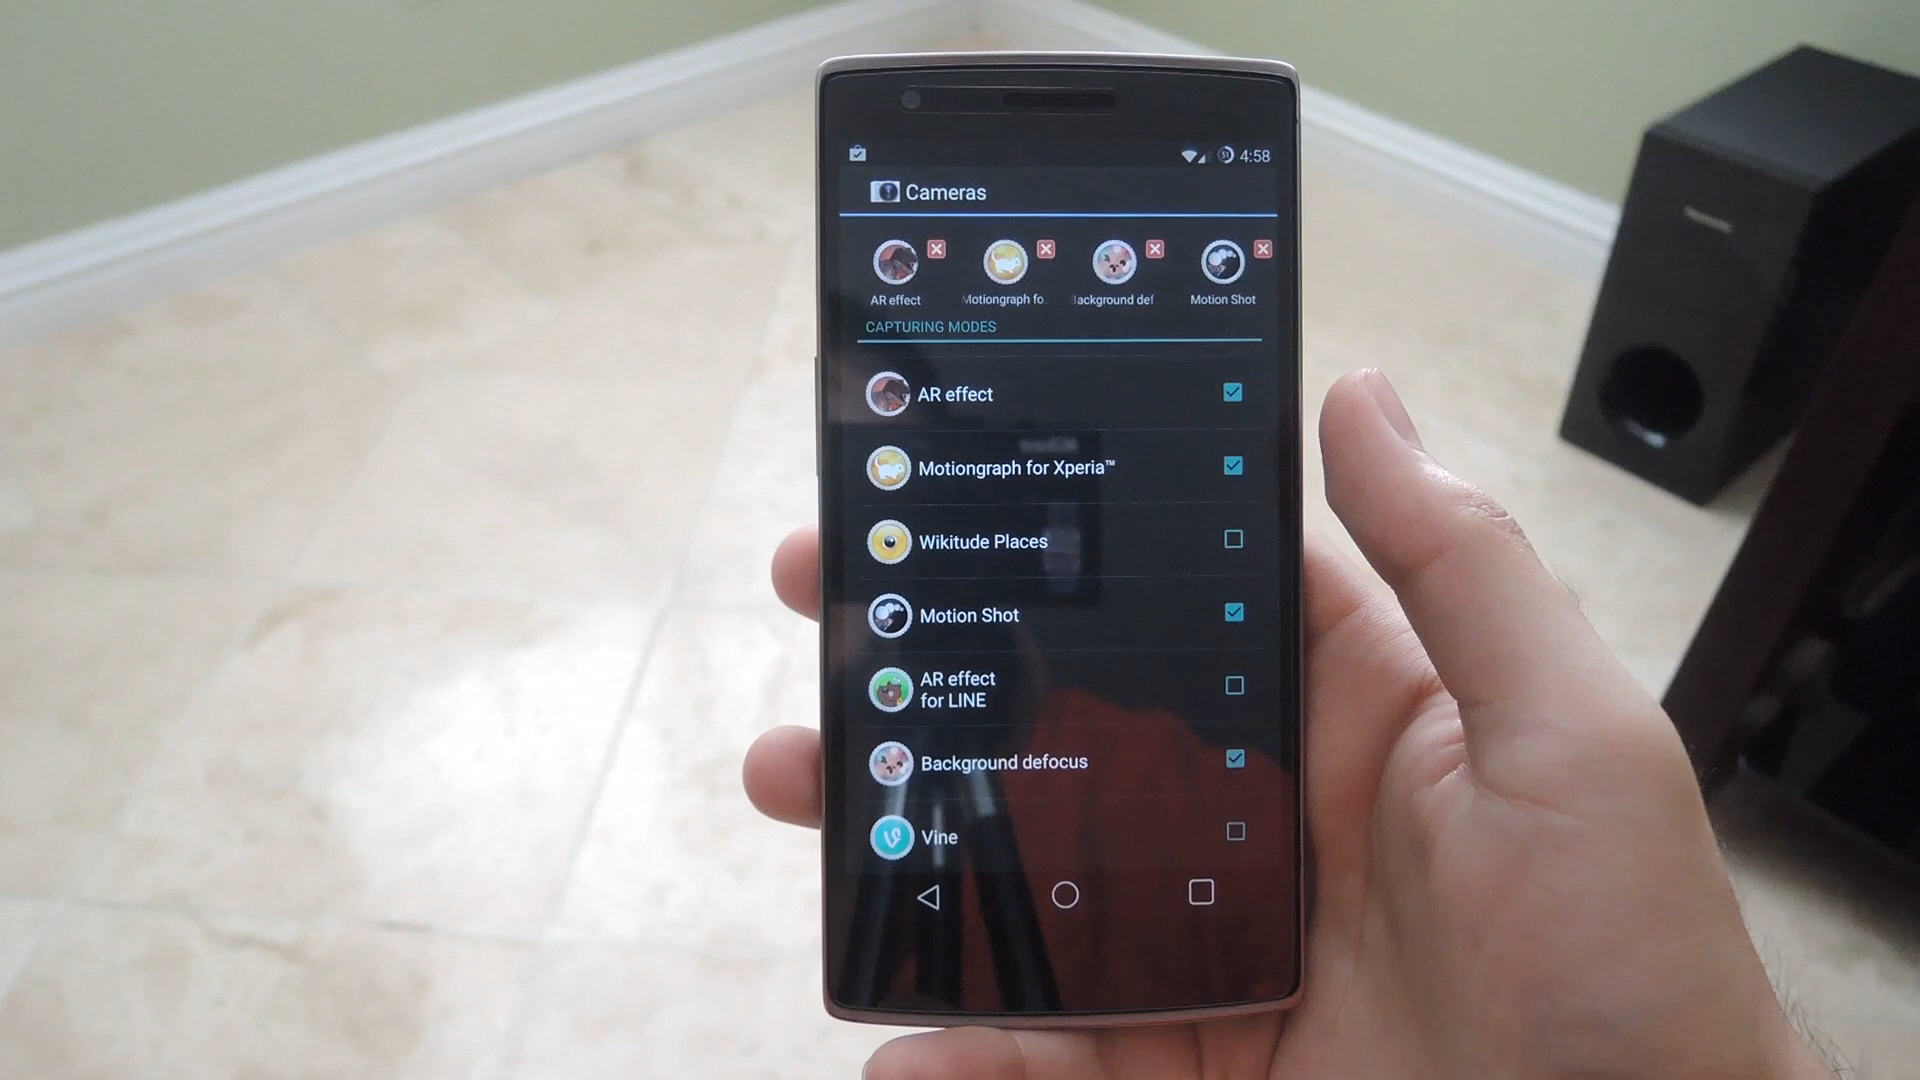 51 4:58
Cameras
AR effect
Motiongraph fo
ackground def
Motion Shot
CAPTURING MODES
AR effect
Motiongraph for Xperia™
Wikitude Places
Motion Shot
AR effect
for LINE
Background defocus
Vine